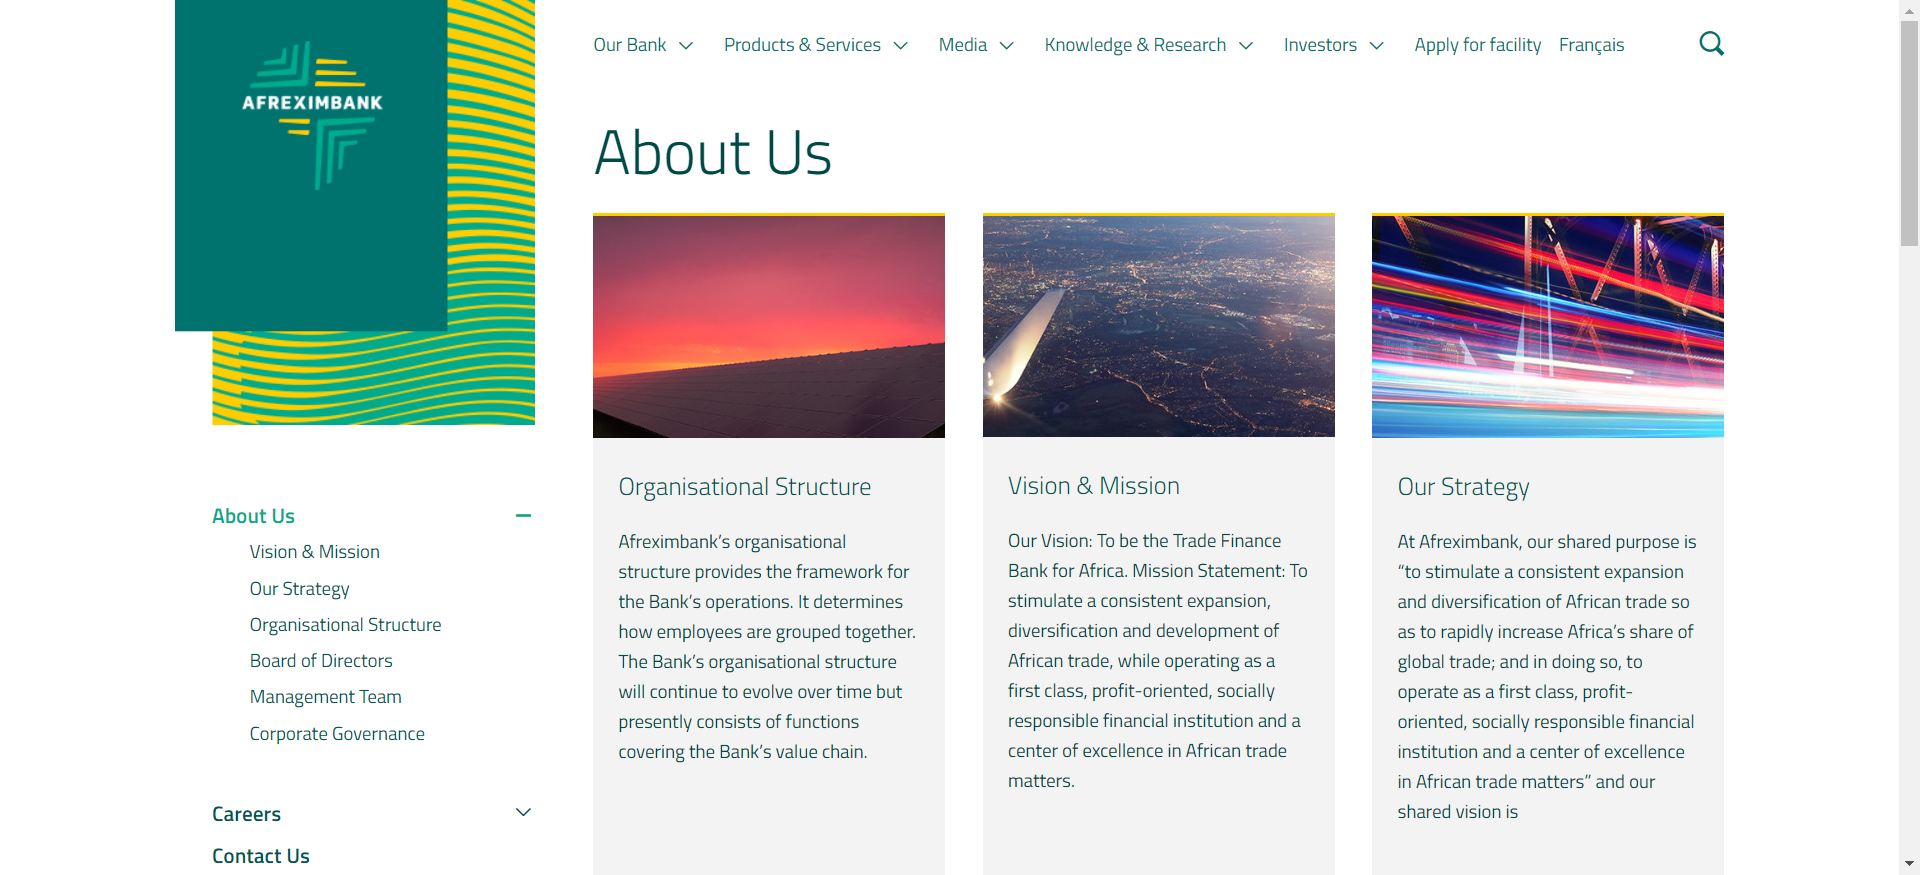 AFREXIMBANK
Our Bank
Products & Services
Media
Knowledge & Research
Investors
Apply for facility
Français
About Us
About Us
Vision & Mission
Our Strategy
Organisational Structure
Board of Directors
Management Team
Corporate Governance
Careers
Contact Us
Organisational Structure
Afreximbank’s organisational
structure provides the framework for
the Bank’s operations. It determines
how employees are grouped together.
The Bank’s organisational structure
will continue to evolve over time but
presently consists of functions
covering the Bank’s value chain.
Vision & Mission
Our Vision: To be the Trade Finance
Bank for Africa. Mission Statement: To
stimulate a consistent expansion,
diversification and development of
African trade, while operating as a
first class, profit-oriented, socially
responsible financial institution and a
center of excellence in African trade
matters.
Our Strategy
At Afreximbank, our shared purpose is
“to stimulate a consistent expansion
and diversification of African trade so
as to rapidly increase Africa’s share of
global trade; and in doing so, to
operate as a first class, profit-
oriented, socially responsible financial
institution and a center of excellence
in African trade matters” and our
shared vision is